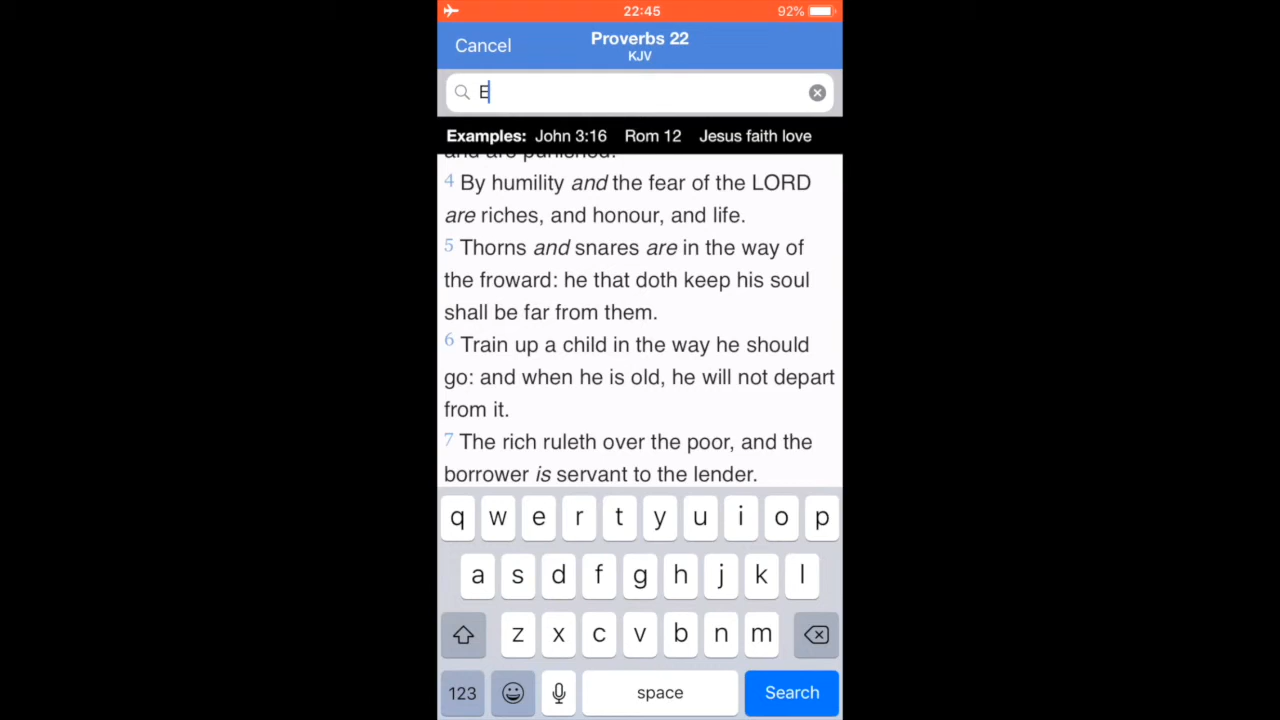 22:45
92%
Cancel
Proverbs 22
KJV
E
Examples: John 3:16 Rom 12 Jesus faith love
and are punished:
4 By humility and the fear of the LORD
are riches, and honour, and life.
5 Thorns and snares are in the way of
the froward: he that doth keep his soul
shall be far from them.
6 Train up a child in the way he should
go: and when he is old, he will not depart
from it.
7 The rich ruleth over the poor, and the
borrower is servant to the lender.
q w e r t y u i o p
a s d f g h j k l
z x c v b n m
123 space Search